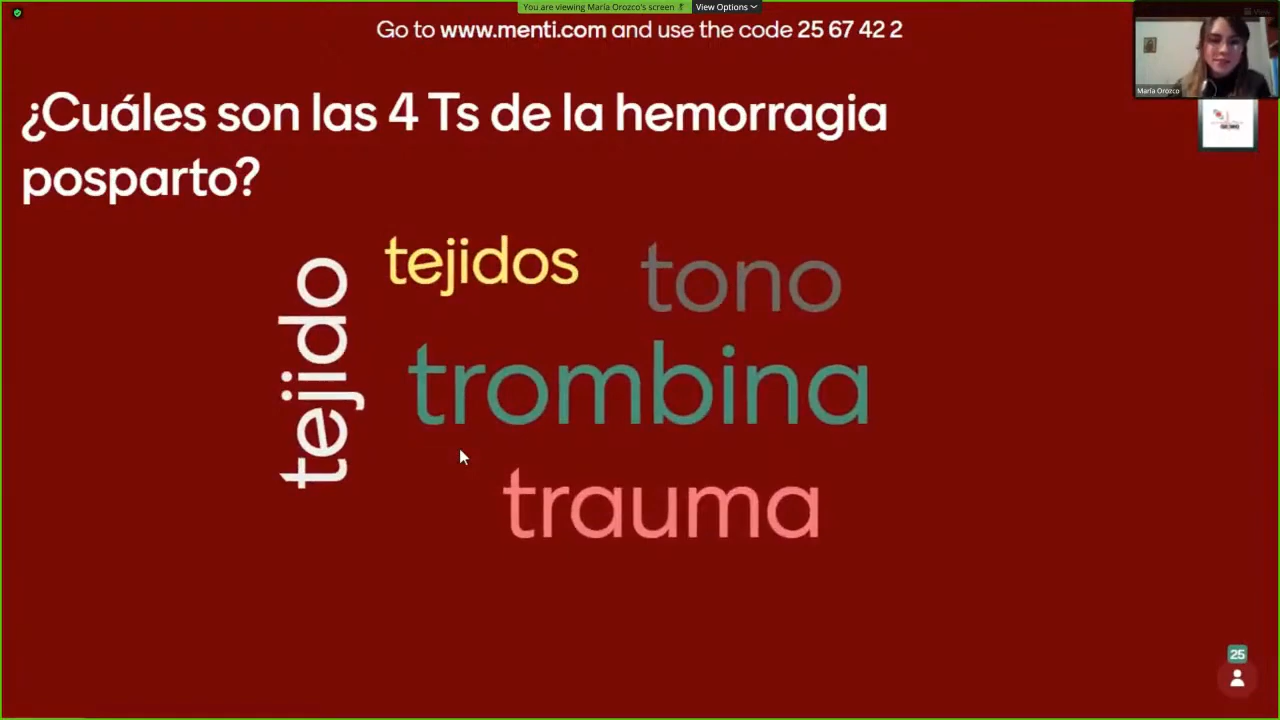 You are viewing María Orozco's screen
View Options
View
Go to www.menti.com and use the code 25 67 42 2
María Orozco
¿Cuáles son las 4 Ts de la hemorragia
posparto?
tejidos
tono
tejido
trombina
trauma
25